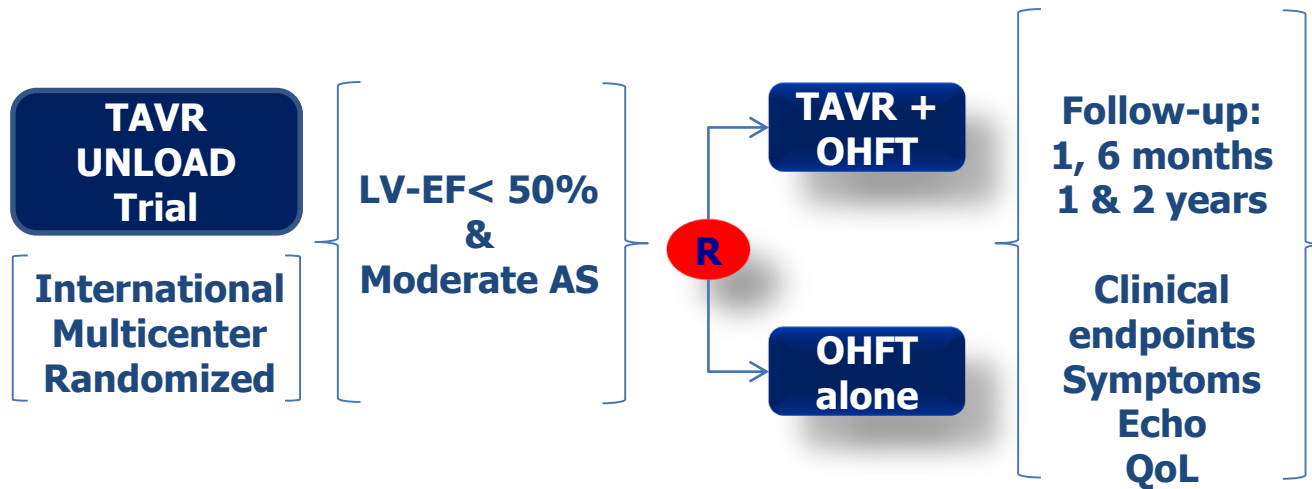 TAVR
UNLOAD
Trial
International
Multicenter
Randomized
LV-EF< 50%
&
Moderate AS
R
TAVR +
OHFT
OHFT
alone
Follow-up:
1, 6 months
1 & 2 years
Clinical
endpoints
Symptoms
Echo
QoL